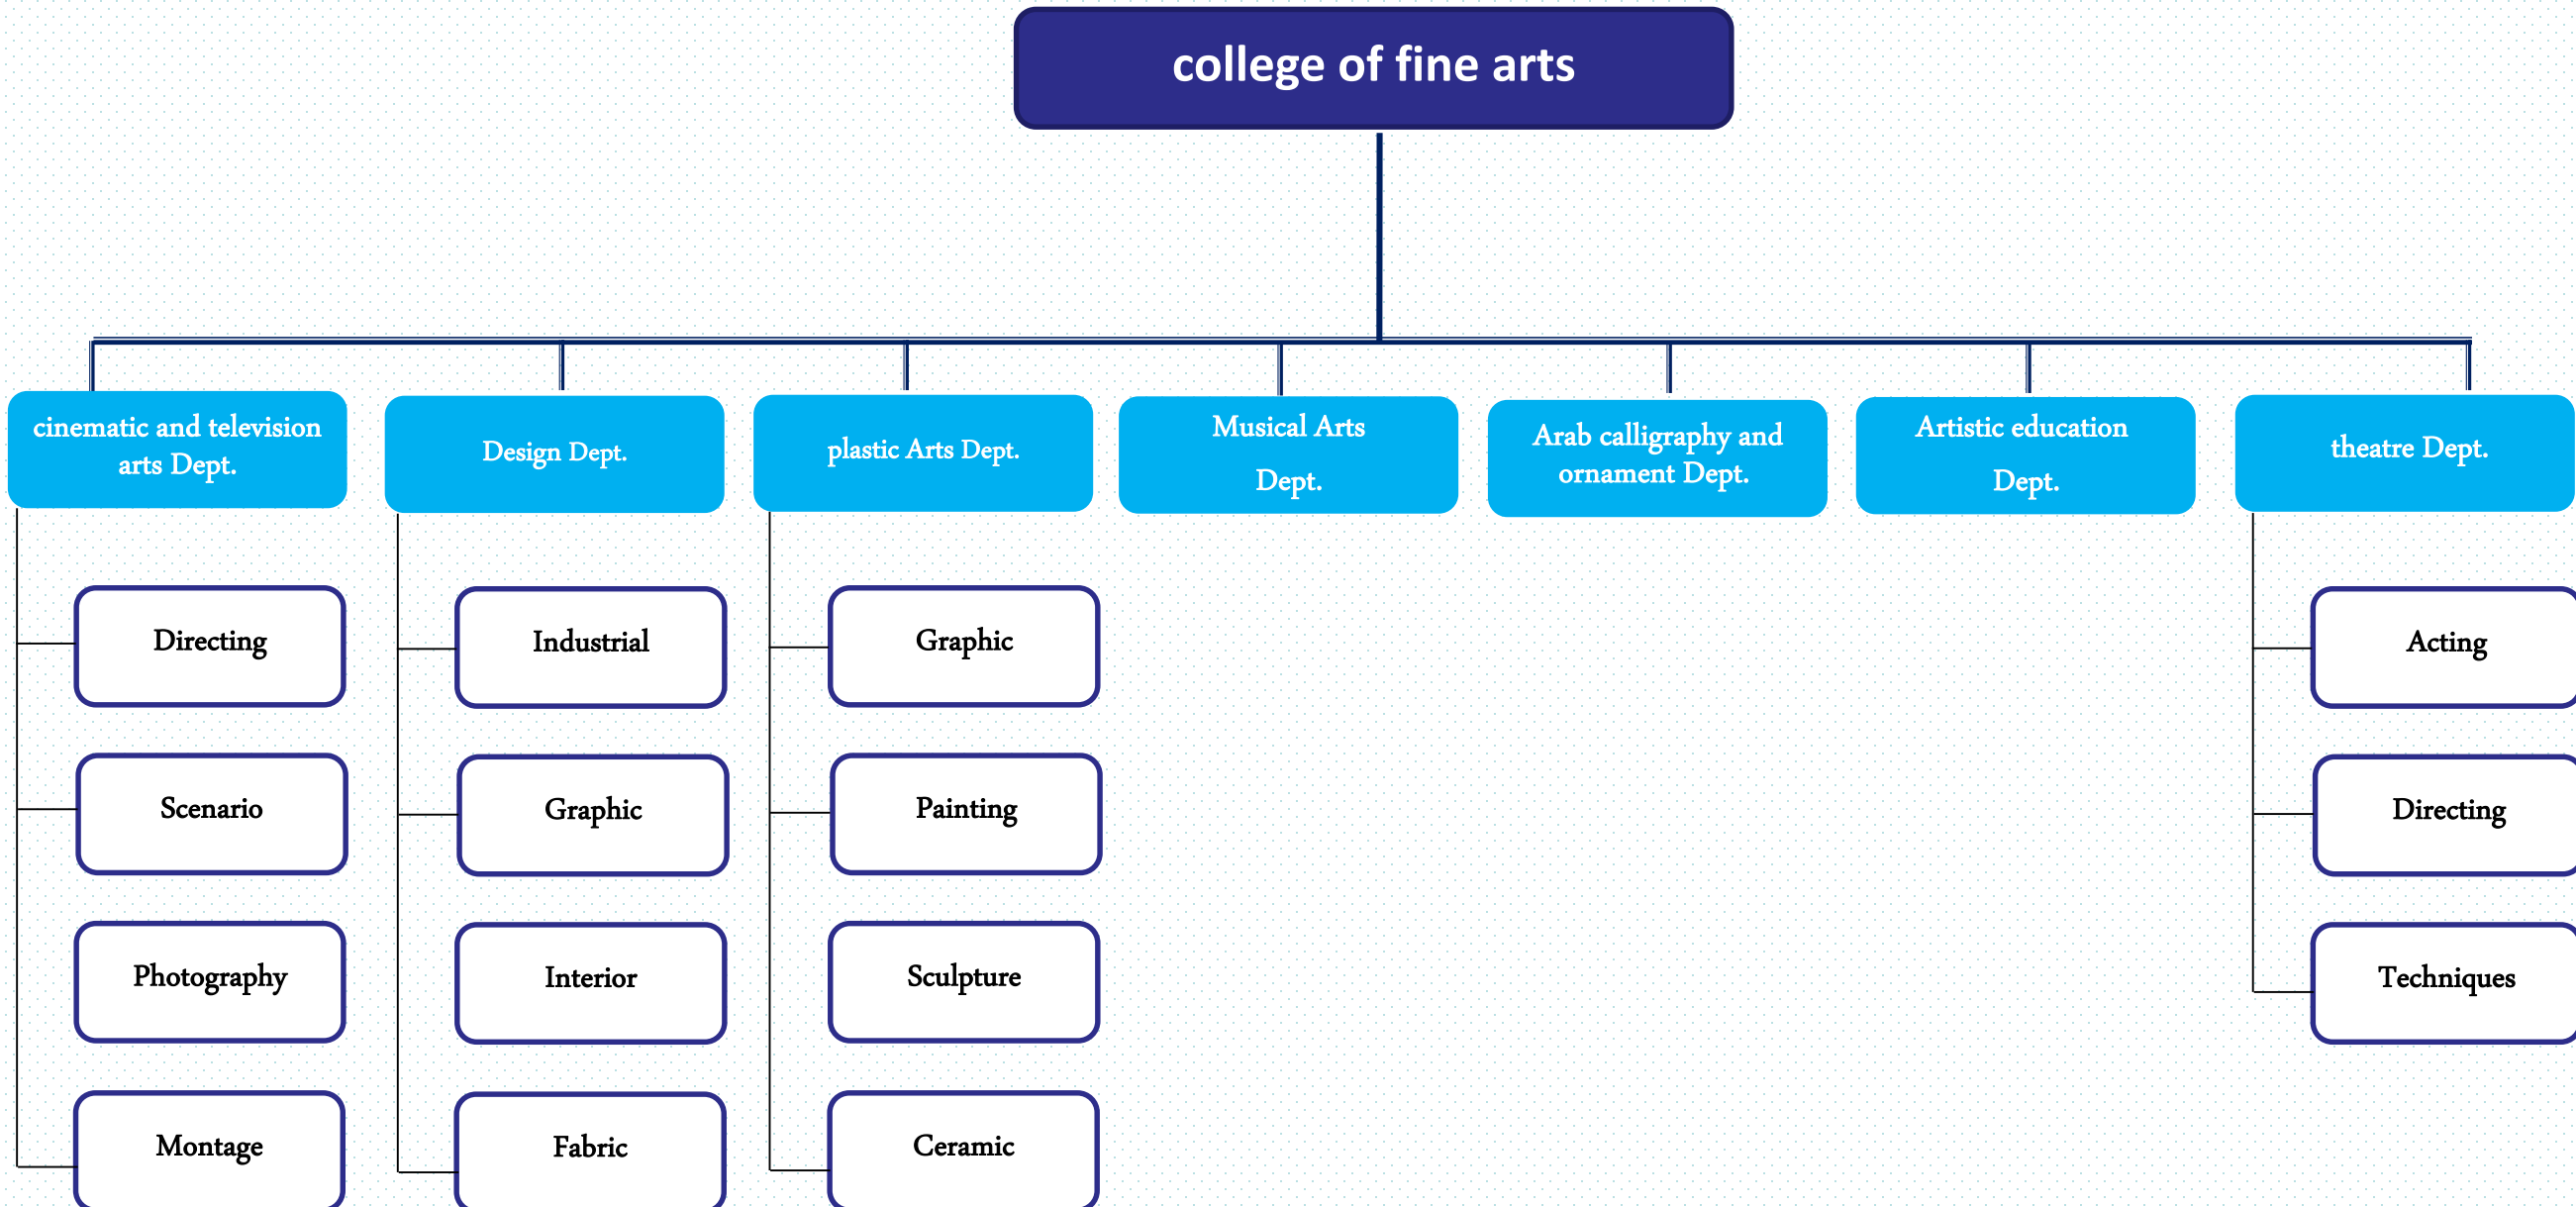 college of fine arts
cinematic and television
arts Dept.
Design Dept.
plastic Arts Dept.
Musical Arts
Dept.
Arab calligraphy and
ornament Dept.
Artistic education
Dept.
theatre Dept.
Directing
Scenario
Photography
Montage
Industrial
Graphic
Interior
Fabric
Graphic
Painting
Sculpture
Ceramic
Acting
Directing
Techniques